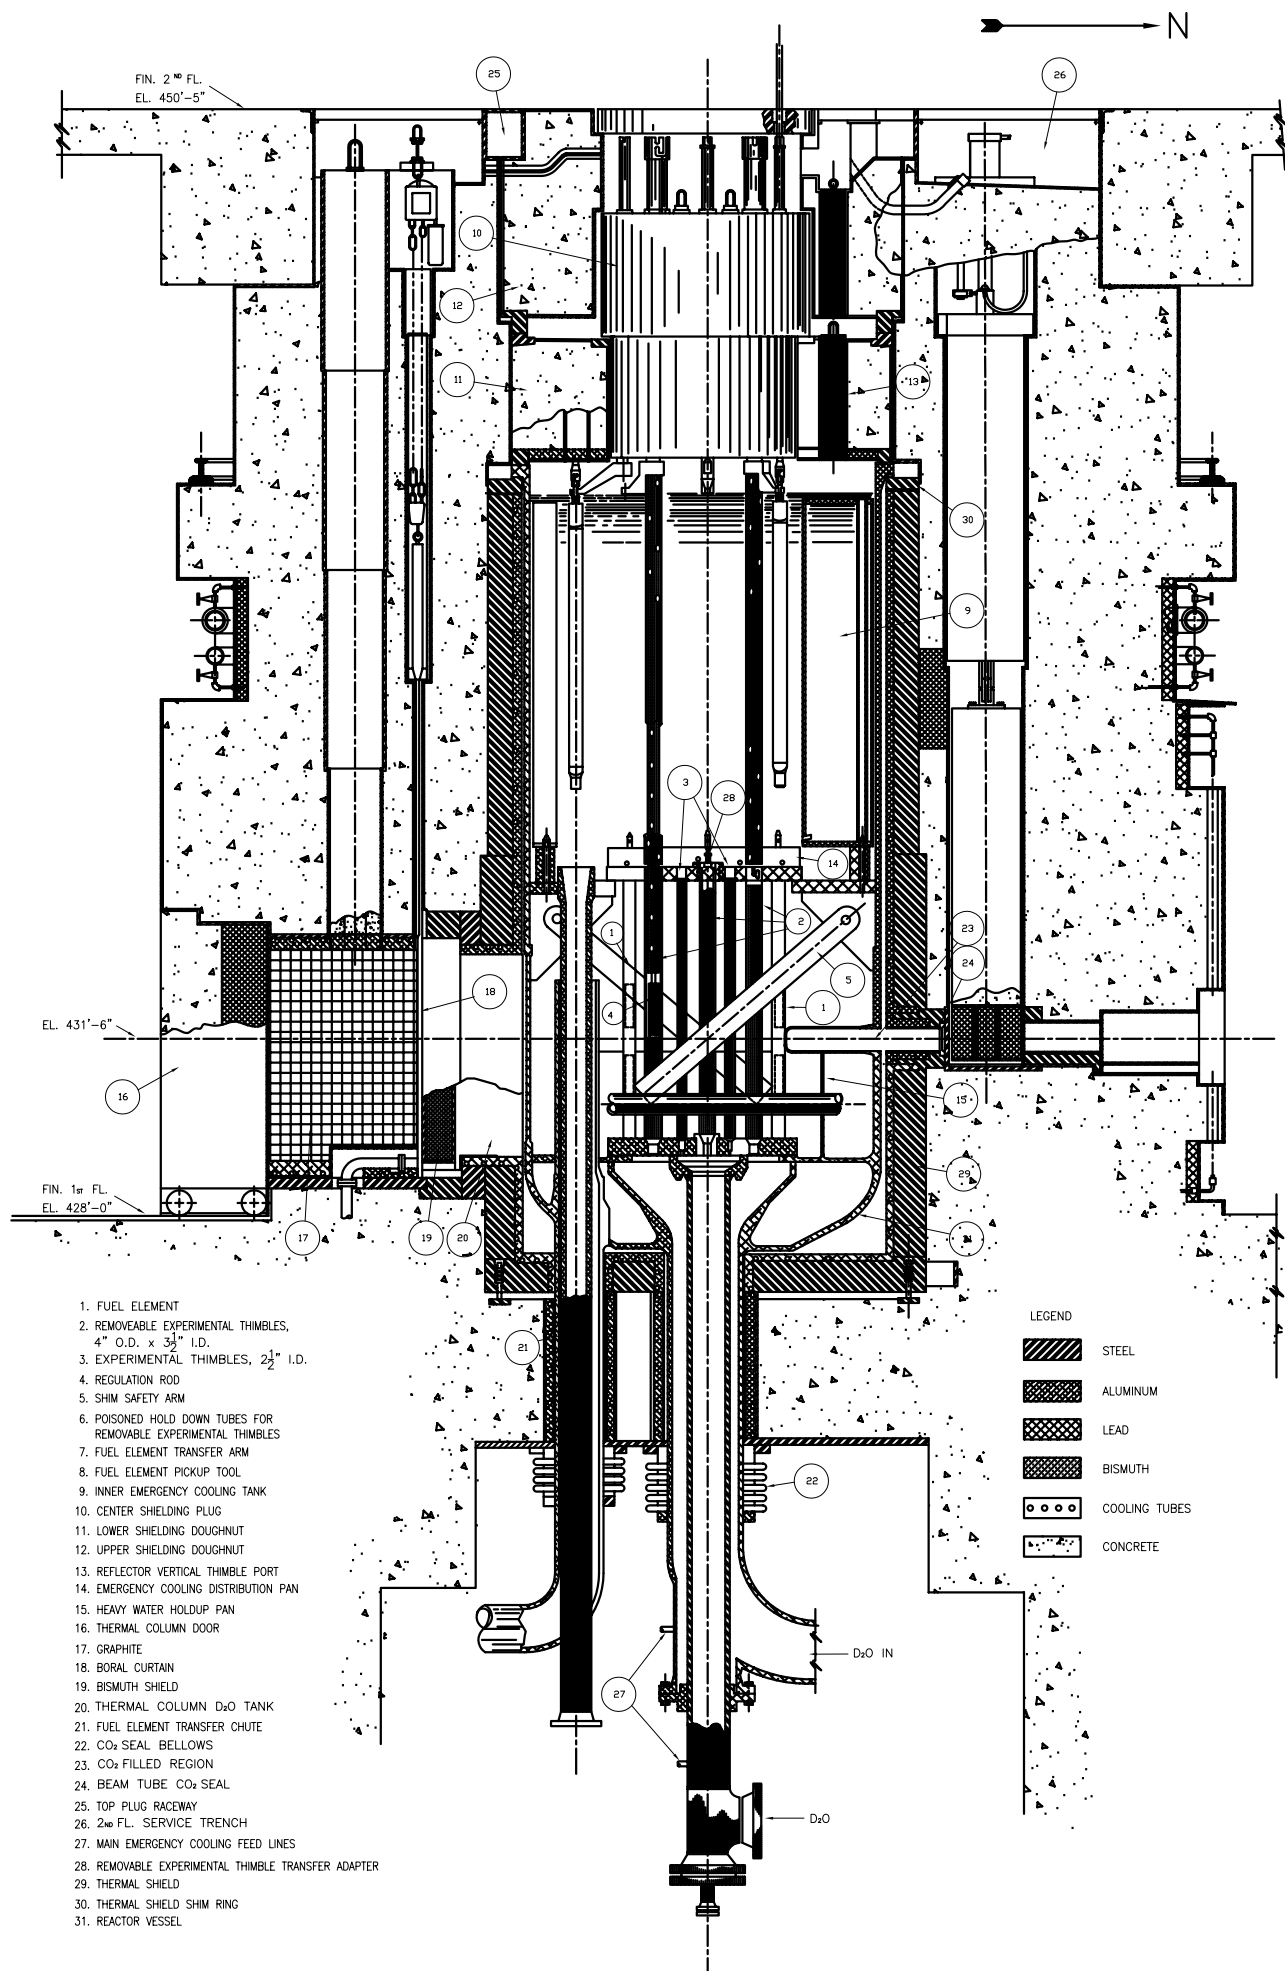 N
FIN. 2ND FL.
EL. 450'-5"
25
26
10
12
11
13
30
9
3
28
14
2
1
5
23
24
18
4
1
EL. 431'-6"
16
15
29
FIN. 1ST FL.
EL. 428'-0"
17
19
20
31
21
22
27
D2O IN
D2O
1. FUEL ELEMENT
2. REMOVEABLE EXPERIMENTAL THIMBLES,
4" O.D. x 3 1/2" I.D.
3. EXPERIMENTAL THIMBLES, 2 1/2" I.D.
4. REGULATION ROD
5. SHIM SAFETY ARM
6. POISONED HOLD DOWN TUBES FOR
REMOVABLE EXPERIMENTAL THIMBLES
7. FUEL ELEMENT TRANSFER ARM
8. FUEL ELEMENT PICKUP TOOL
9. INNER EMERGENCY COOLING TANK
10. CENTER SHIELDING PLUG
11. LOWER SHIELDING DOUGHNUT
12. UPPER SHIELDING DOUGHNUT
13. REFLECTOR VERTICAL THIMBLE PORT
14. EMERGENCY COOLING DISTRIBUTION PAN
15. HEAVY WATER HOLDUP PAN
16. THERMAL COLUMN DOOR
17. GRAPHITE
18. BORAL CURTAIN
19. BISMUTH SHIELD
20. THERMAL COLUMN D2O TANK
21. FUEL ELEMENT TRANSFER CHUTE
22. CO2 SEAL BELLOWS
23. CO2 FILLED REGION
24. BEAM TUBE CO2 SEAL
25. TOP PLUG RACEWAY
26. 2ND FL. SERVICE TRENCH
27. MAIN EMERGENCY COOLING FEED LINES
28. REMOVABLE EXPERIMENTAL THIMBLE TRANSFER ADAPTER
29. THERMAL SHIELD
30. THERMAL SHIELD SHIM RING
31. REACTOR VESSEL
LEGEND
STEEL
ALUMINUM
LEAD
BISMUTH
COOLING TUBES
CONCRETE